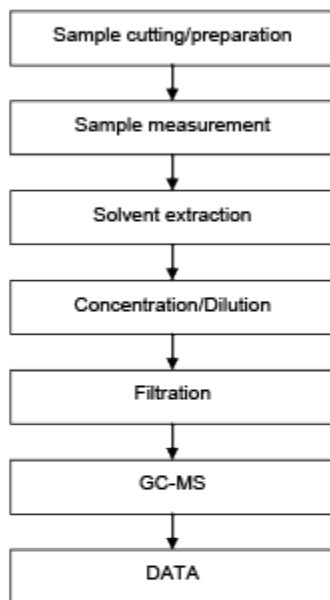 Sample cutting/preparation
Sample measurement
Solvent extraction
Concentration/Dilution
Filtration
GC-MS
DATA